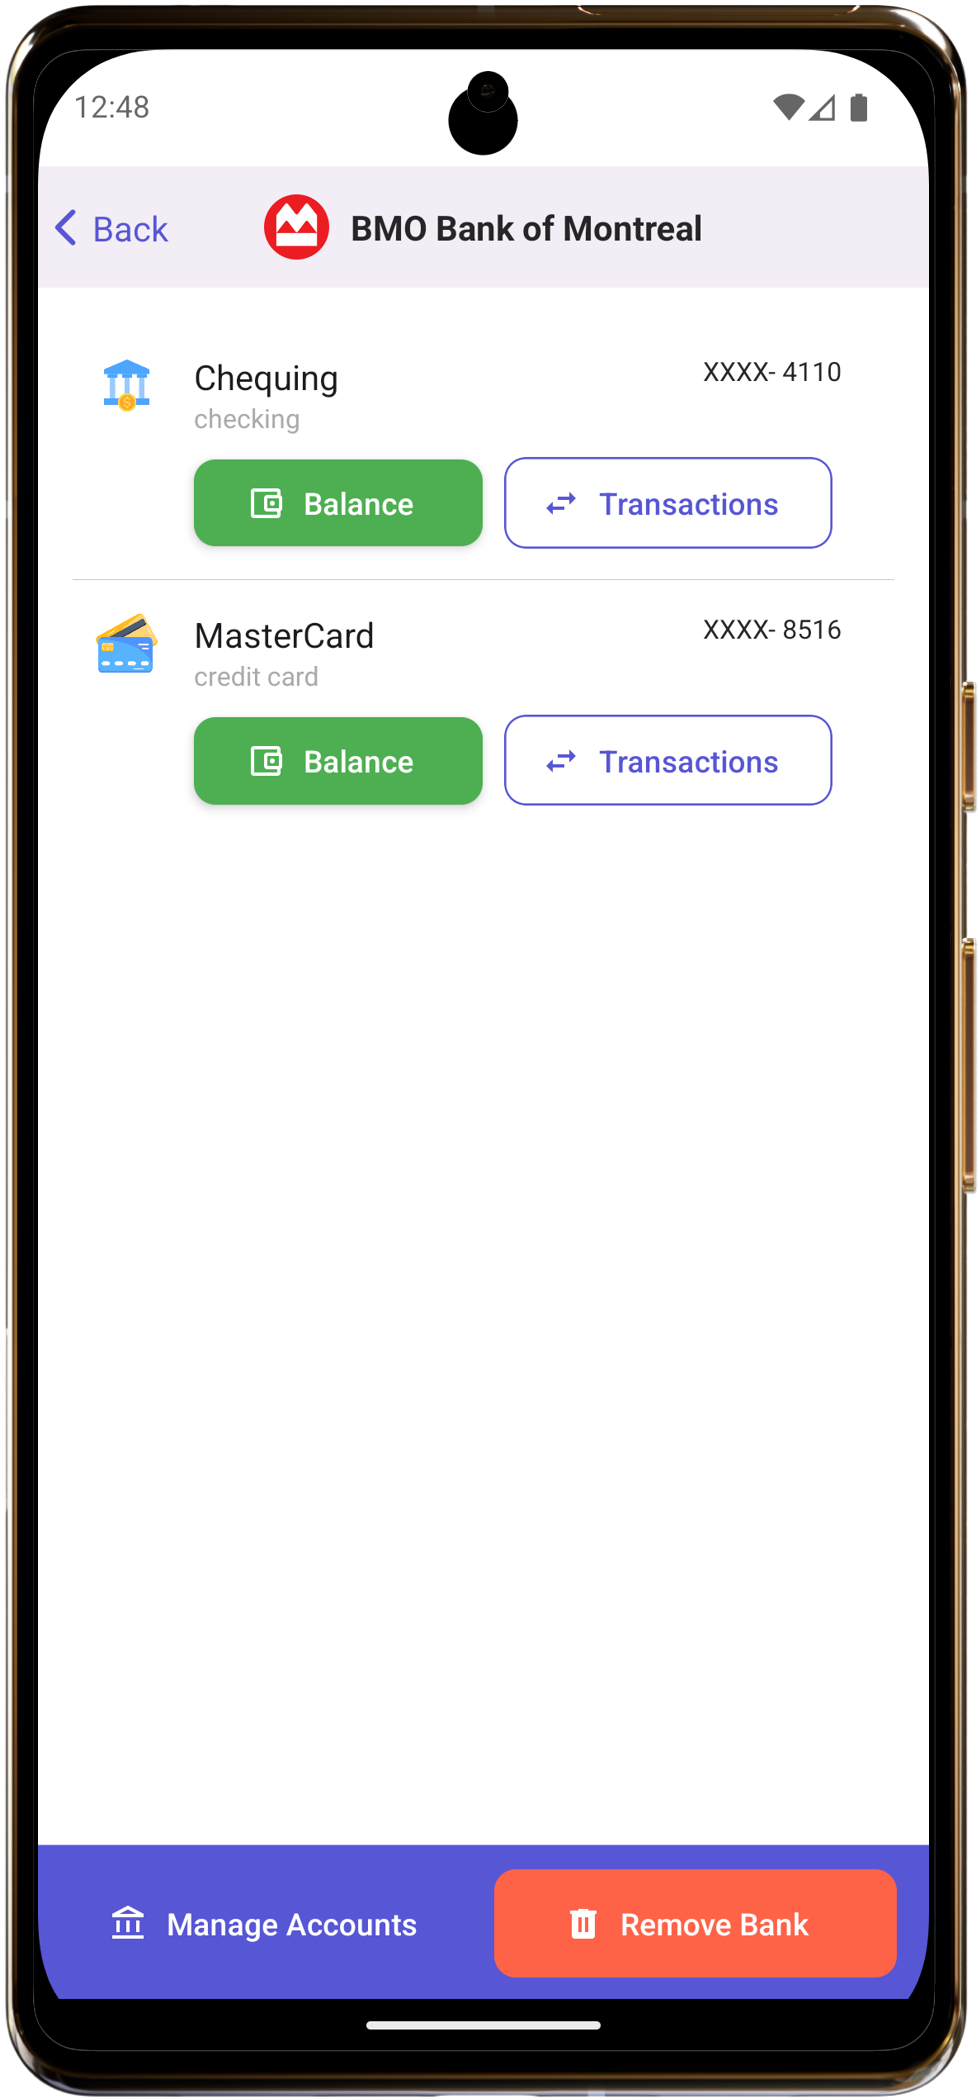 12:48
Back
BMO Bank of Montreal
Chequing
XXXX- 4110
checking
Balance
Transactions
MasterCard
XXXX- 8516
credit card
Balance
Transactions
Manage Accounts
Remove Bank